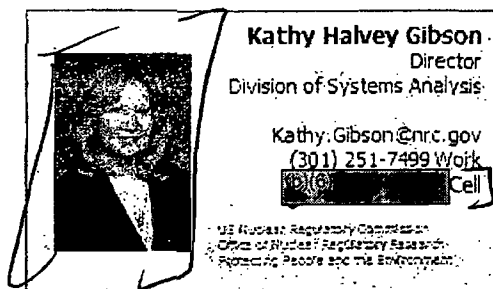 Kathy Halvey Gibson
Director
Division of Systems Analysis
Kathy.Gibson@nrc.gov
(301) 251-7499 Work
(b)(6) Cell
US Nuclear Regulatory Commission
Office of Nuclear Regulatory Research
Protecting People and the Environment